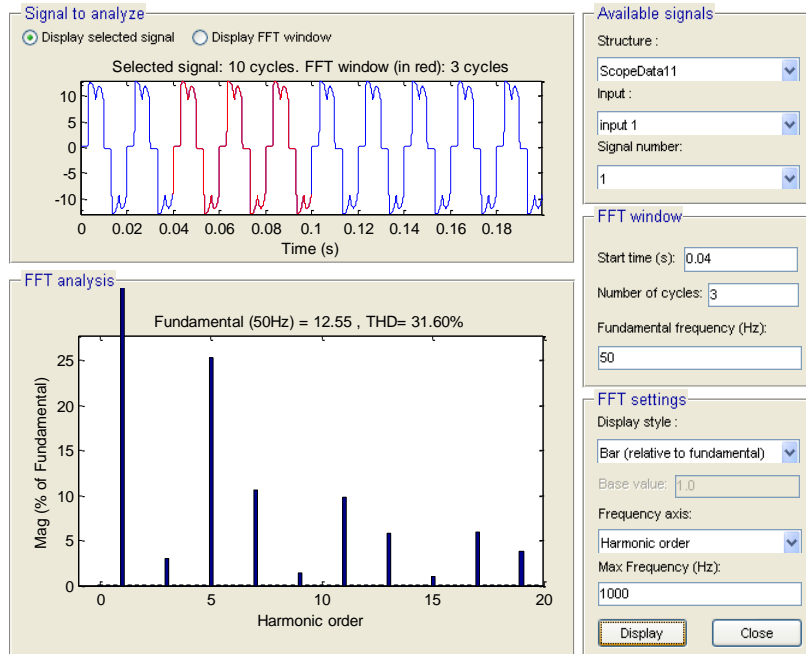 Signal to analyze
Display selected signal
Display FFT window
Selected signal: 10 cycles. FFT window (in red): 3 cycles
10
5
0
-5
-10
0 0.02 0.04 0.06 0.08 0.1 0.12 0.14 0.16 0.18
Time (s)
FFT analysis
Fundamental (50Hz) = 12.55 , THD= 31.60%
Mag (% of Fundamental)
25
20
15
10
5
0
0 5 10 15 20
Harmonic order
Available signals
Structure :
ScopeData11
Input :
input 1
Signal number:
1
FFT window
Start time (s): 0.04
Number of cycles: 3
Fundamental frequency (Hz):
50
FFT settings
Display style :
Bar (relative to fundamental)
Base value: 1.0
Frequency axis:
Harmonic order
Max Frequency (Hz):
1000
Display Close